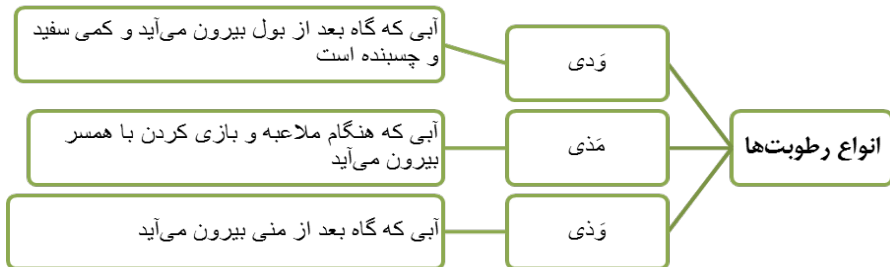 انواع رطوبت‌ها
وَدی
آبی که گاه بعد از بول بیرون می‌آید و کمی سفید
و چسبنده است
مَذی
آبی که هنگام ملاعبه و بازی کردن با همسر
بیرون می‌آید
وَذی
آبی که گاه بعد از منی بیرون می‌آید